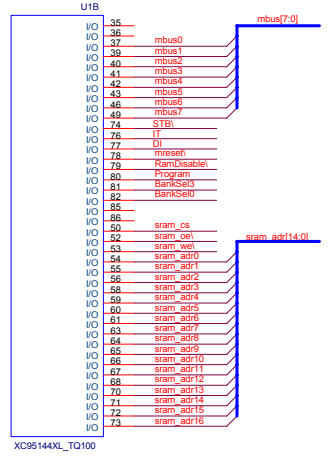 U1B
mbus[7:0]
I/O 35
I/O 36
I/O 37 mbus0
I/O 39 mbus1
I/O 40 mbus2
I/O 41 mbus3
I/O 42 mbus4
I/O 43 mbus5
I/O 46 mbus6
I/O 49 mbus7
I/O 74 STB\
I/O 76 IT
I/O 77 DI
I/O 78 mreset\
I/O 79 RamDisable\
I/O 80 Program
I/O 81 BankSel3
I/O 82 BankSel0
I/O 85
I/O 86
I/O 50 sram_cs
I/O 52 sram_oe\
sram_adr[14:0]
I/O 53 sram_we\
I/O 54 sram_adr0
I/O 55 sram_adr1
I/O 56 sram_adr2
I/O 58 sram_adr3
I/O 59 sram_adr4
I/O 60 sram_adr5
I/O 61 sram_adr6
I/O 63 sram_adr7
I/O 64 sram_adr8
I/O 65 sram_adr9
I/O 66 sram_adr10
I/O 67 sram_adr11
I/O 68 sram_adr12
I/O 70 sram_adr13
I/O 71 sram_adr14
I/O 72 sram_adr15
I/O 73 sram_adr16
XC95144XL_TQ100